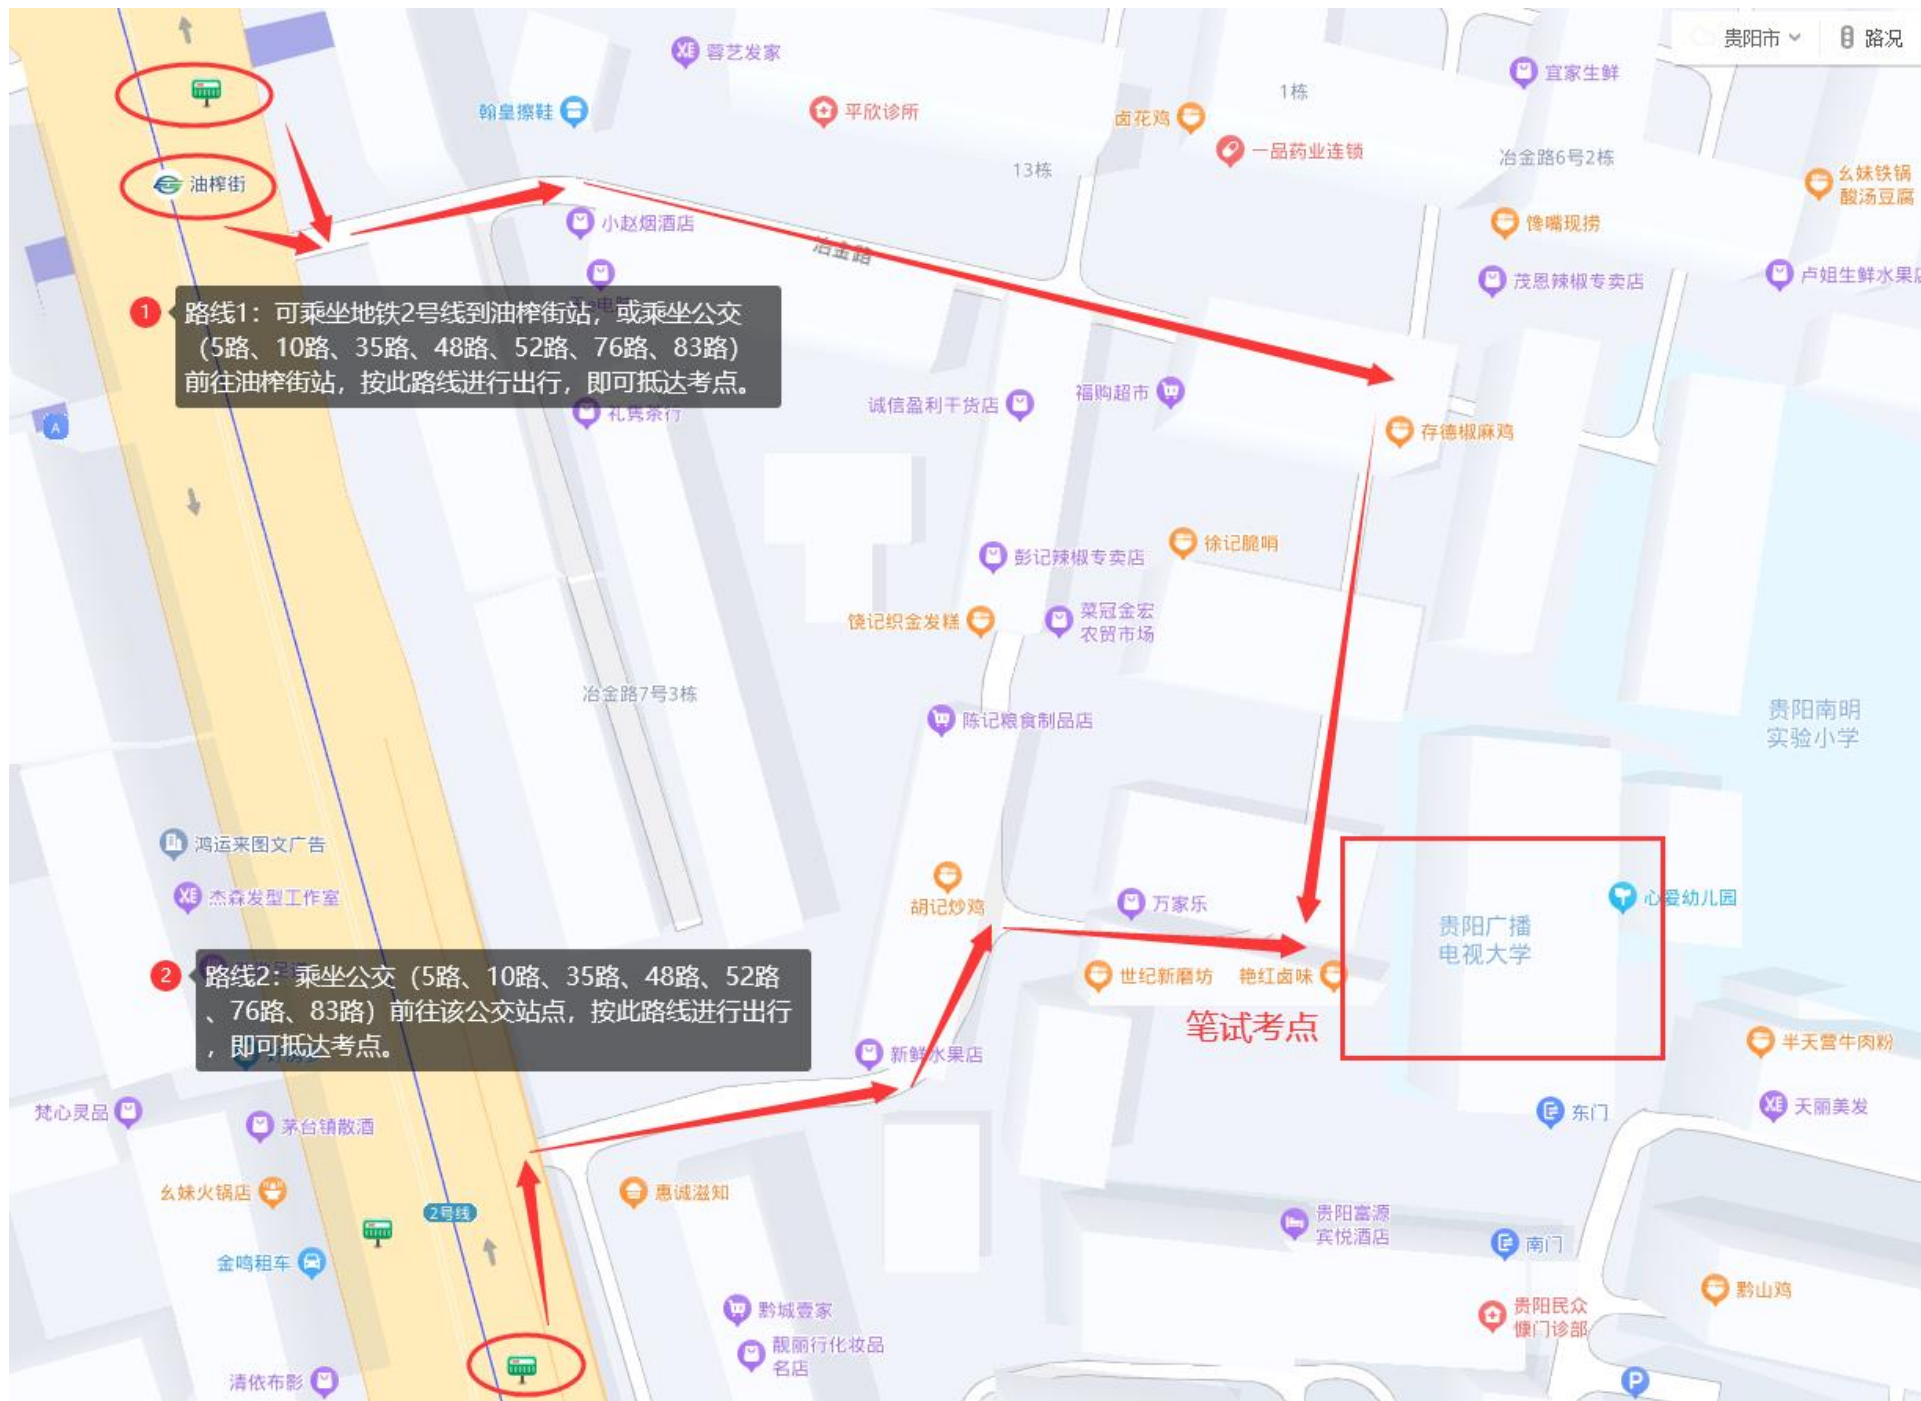 贵阳市
路况
蓉艺发家
翰皇擦鞋
平欣诊所
卤花鸡
1栋
一品药业连锁
宜家生鲜
冶金路6号2栋
幺妹铁锅
酸汤豆腐
13栋
油榨街
小赵烟酒店
冶金路
馋嘴现捞
茂恩辣椒专卖店
卢姐生鲜水果店
1
路线1：可乘坐地铁2号线到油榨街站，或乘坐公交
（5路、10路、35路、48路、52路、76路、83路）
前往油榨街站，按此路线进行出行，即可抵达考点。
A
礼隽茶行
诚信盈利干货店
福购超市
存德椒麻鸡
彭记辣椒专卖店
徐记脆哨
饶记织金发糕
菜冠金宏
农贸市场
冶金路7号3栋
陈记粮食制品店
贵阳南明
实验小学
鸿运来图文广告
杰森发型工作室
胡记炒鸡
万家乐
贵阳广播
电视大学
心爱幼儿园
2
路线2：乘坐公交（5路、10路、35路、48路、52路
、76路、83路）前往该公交站点，按此路线进行出行
，即可抵达考点。
世纪新磨坊
艳红卤味
笔试考点
新鲜水果店
半天营牛肉粉
梵心灵品
茅台镇散酒
东门
天丽美发
幺妹火锅店
2号线
惠诚滋知
金鸣租车
贵阳富源
宾悦酒店
南门
黔山鸡
黔城壹家
贵阳民众
慷门诊部
靓丽行化妆品
名店
清依布影
P